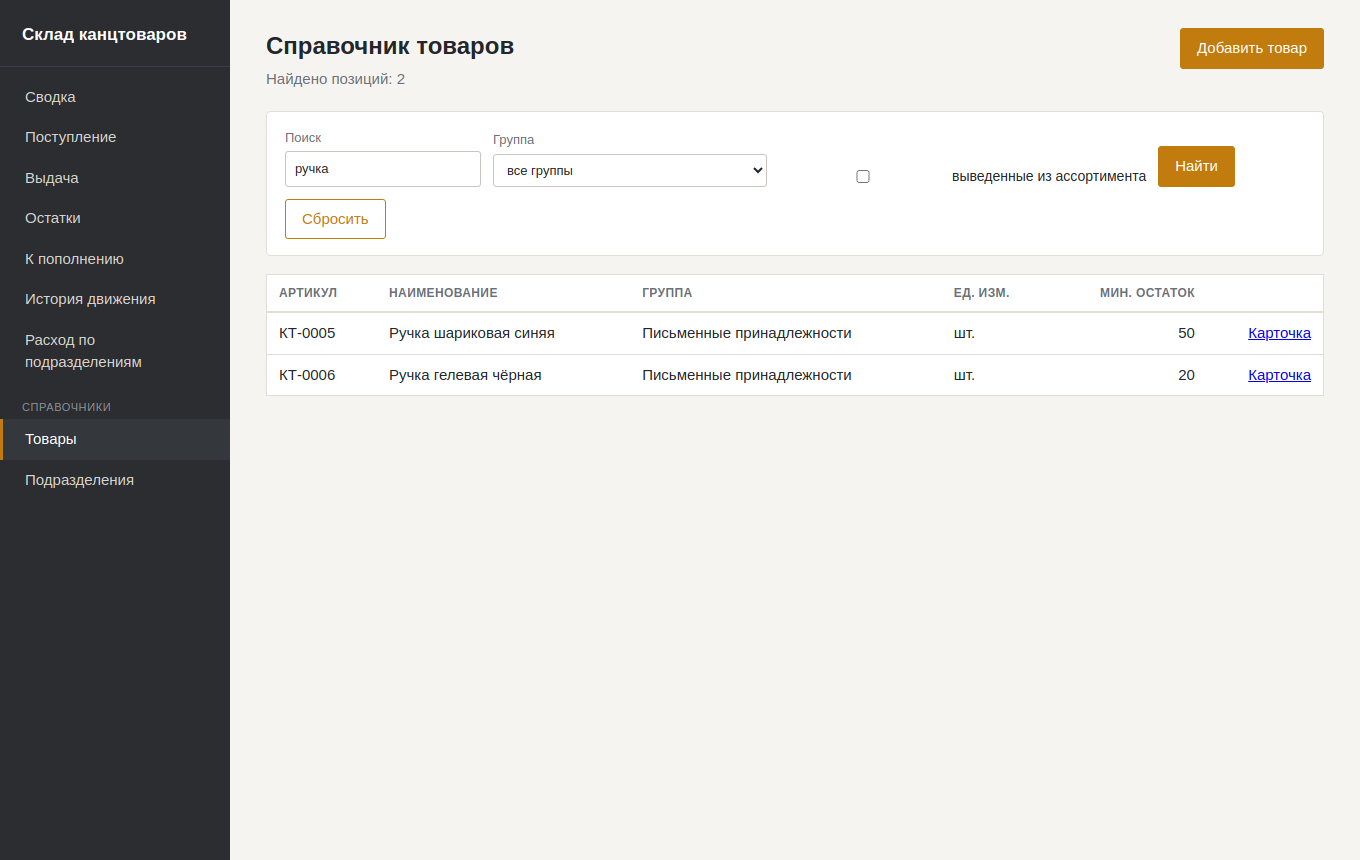 Склад канцтоваров
Сводка
Поступление
Выдача
Остатки
К пополнению
История движения
Расход по
подразделениям
СПРАВОЧНИКИ
Товары
Подразделения
Справочник товаров
Добавить товар
Найдено позиций: 2
Поиск
Группа
ручка
все группы
выведенные из ассортимента
Найти
Сбросить
АРТИКУЛ НАИМЕНОВАНИЕ ГРУППА ЕД. ИЗМ. МИН. ОСТАТОК
КТ-0005 Ручка шариковая синяя Письменные принадлежности шт. 50 Карточка
КТ-0006 Ручка гелевая чёрная Письменные принадлежности шт. 20 Карточка